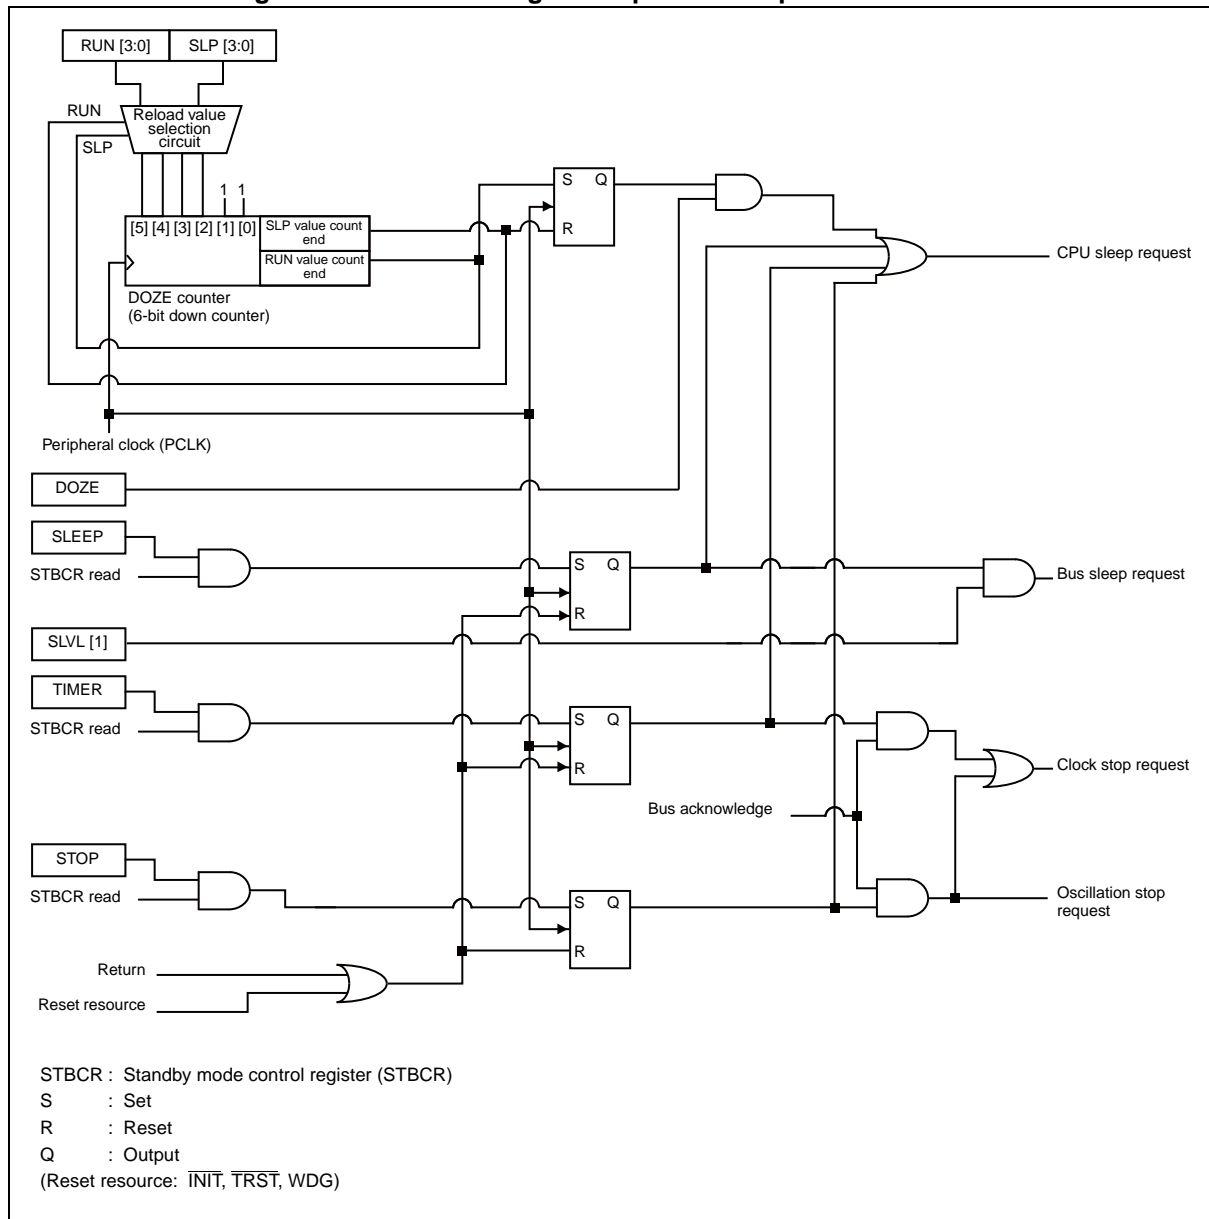 RUN [3:0] SLP [3:0]
RUN
Reload value
selection
circuit
SLP
1 1
[5] [4] [3] [2] [1] [0]
SLP value count
end
RUN value count
end
DOZE counter
(6-bit down counter)
S Q
R
CPU sleep request
Peripheral clock (PCLK)
DOZE
SLEEP
STBCR read
S Q
R
Bus sleep request
SLVL [1]
TIMER
STBCR read
S Q
R
Clock stop request
Bus acknowledge
STOP
STBCR read
S Q
R
Oscillation stop
request
Return
Reset resource
STBCR : Standby mode control register (STBCR)
S : Set
R : Reset
Q : Output
(Reset resource: INIT, TRST, WDG)